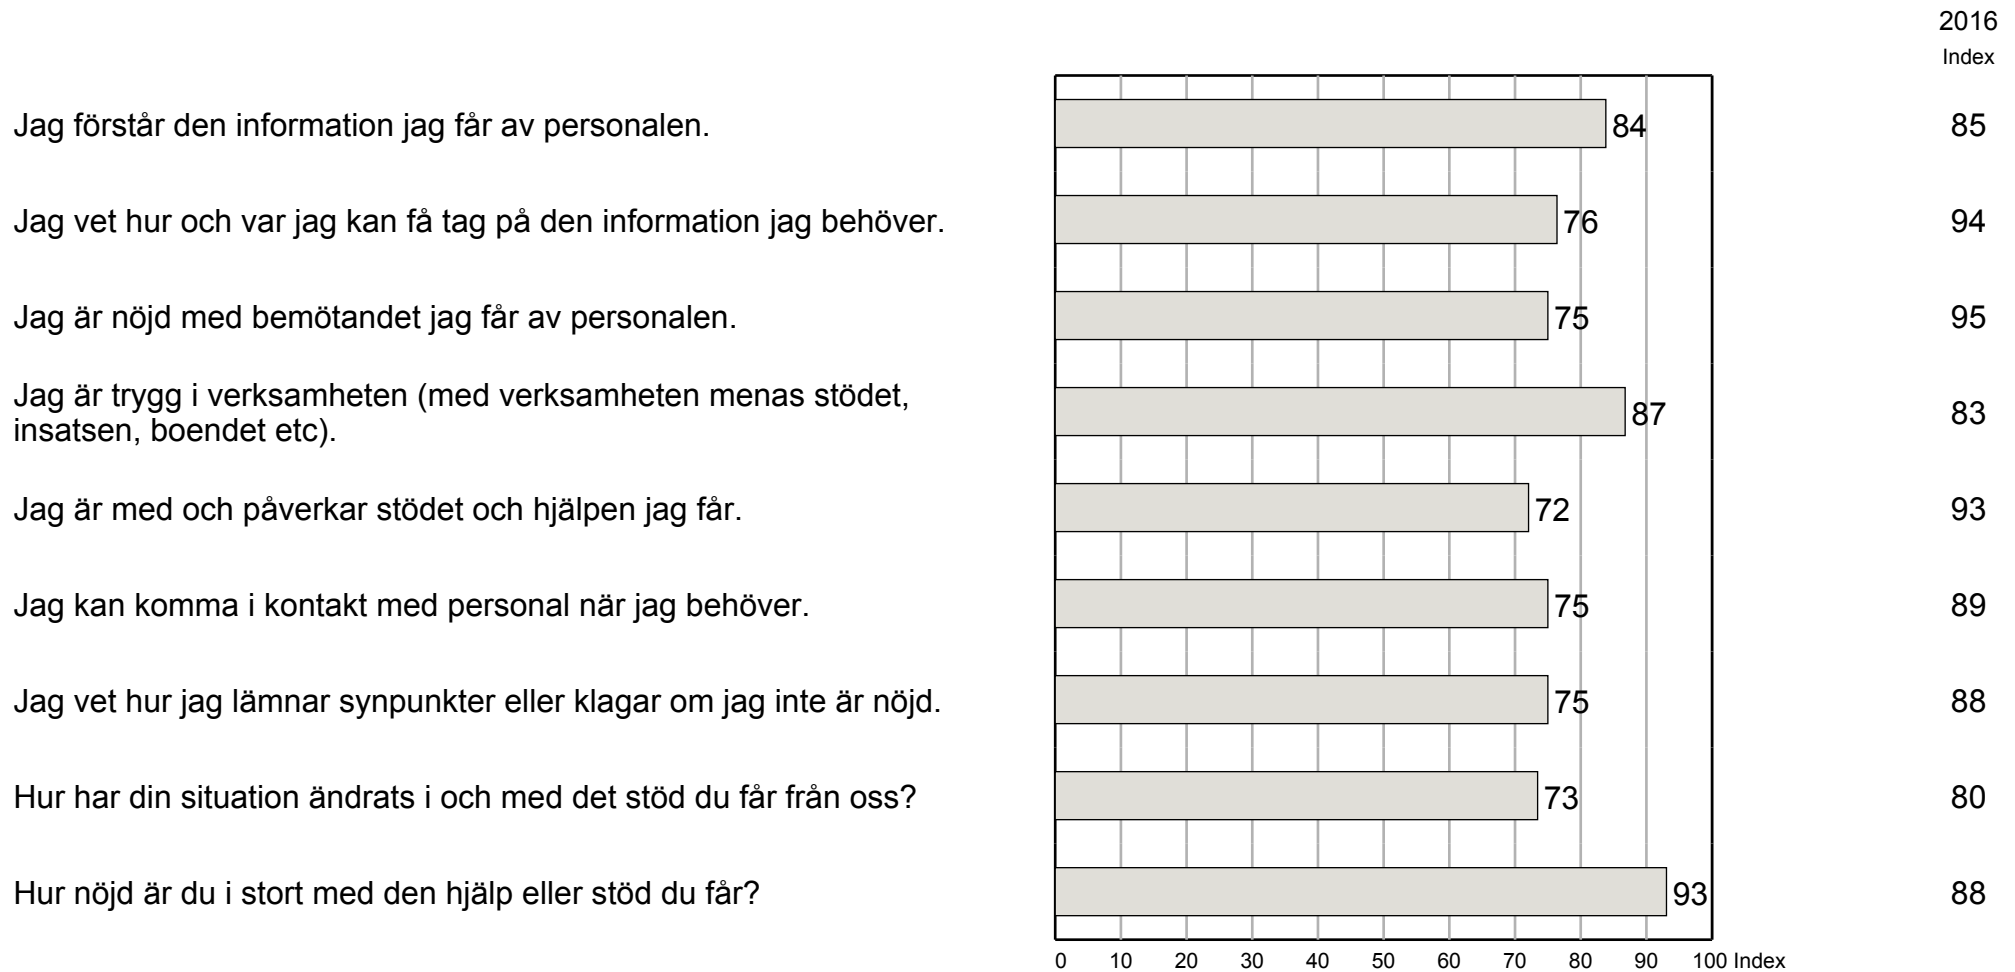 2016
Index
Jag förstår den information jag får av personalen. 84 85
Jag vet hur och var jag kan få tag på den information jag behöver. 76 94
Jag är nöjd med bemötandet jag får av personalen. 75 95
Jag är trygg i verksamheten (med verksamheten menas stödet,
insatsen, boendet etc). 87 83
Jag är med och påverkar stödet och hjälpen jag får. 72 93
Jag kan komma i kontakt med personal när jag behöver. 75 89
Jag vet hur jag lämnar synpunkter eller klagar om jag inte är nöjd. 75 88
Hur har din situation ändrats i och med det stöd du får från oss? 73 80
Hur nöjd är du i stort med den hjälp eller stöd du får? 93 88
0 10 20 30 40 50 60 70 80 90 100 Index